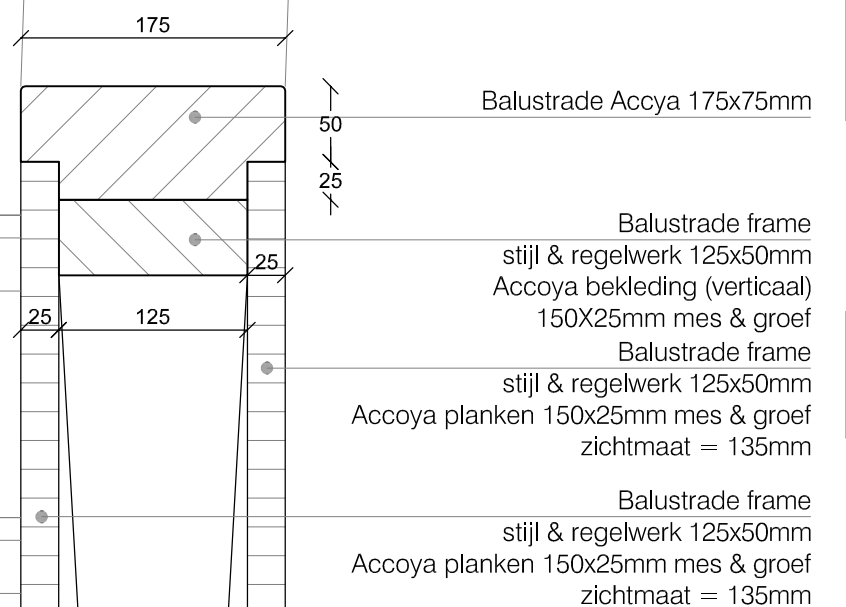 175
Balustrade Accya 175x75mm
50
25
Balustrade frame
stijl & regelwerk 125x50mm
25
Accoya bekleding (verticaal)
25
125
150X25mm mes & groef
Balustrade frame
stijl & regelwerk 125x50mm
Accoya planken 150x25mm mes & groef
zichtmaat = 135mm
Balustrade frame
stijl & regelwerk 125x50mm
Accoya planken 150x25mm mes & groef
zichtmaat = 135mm